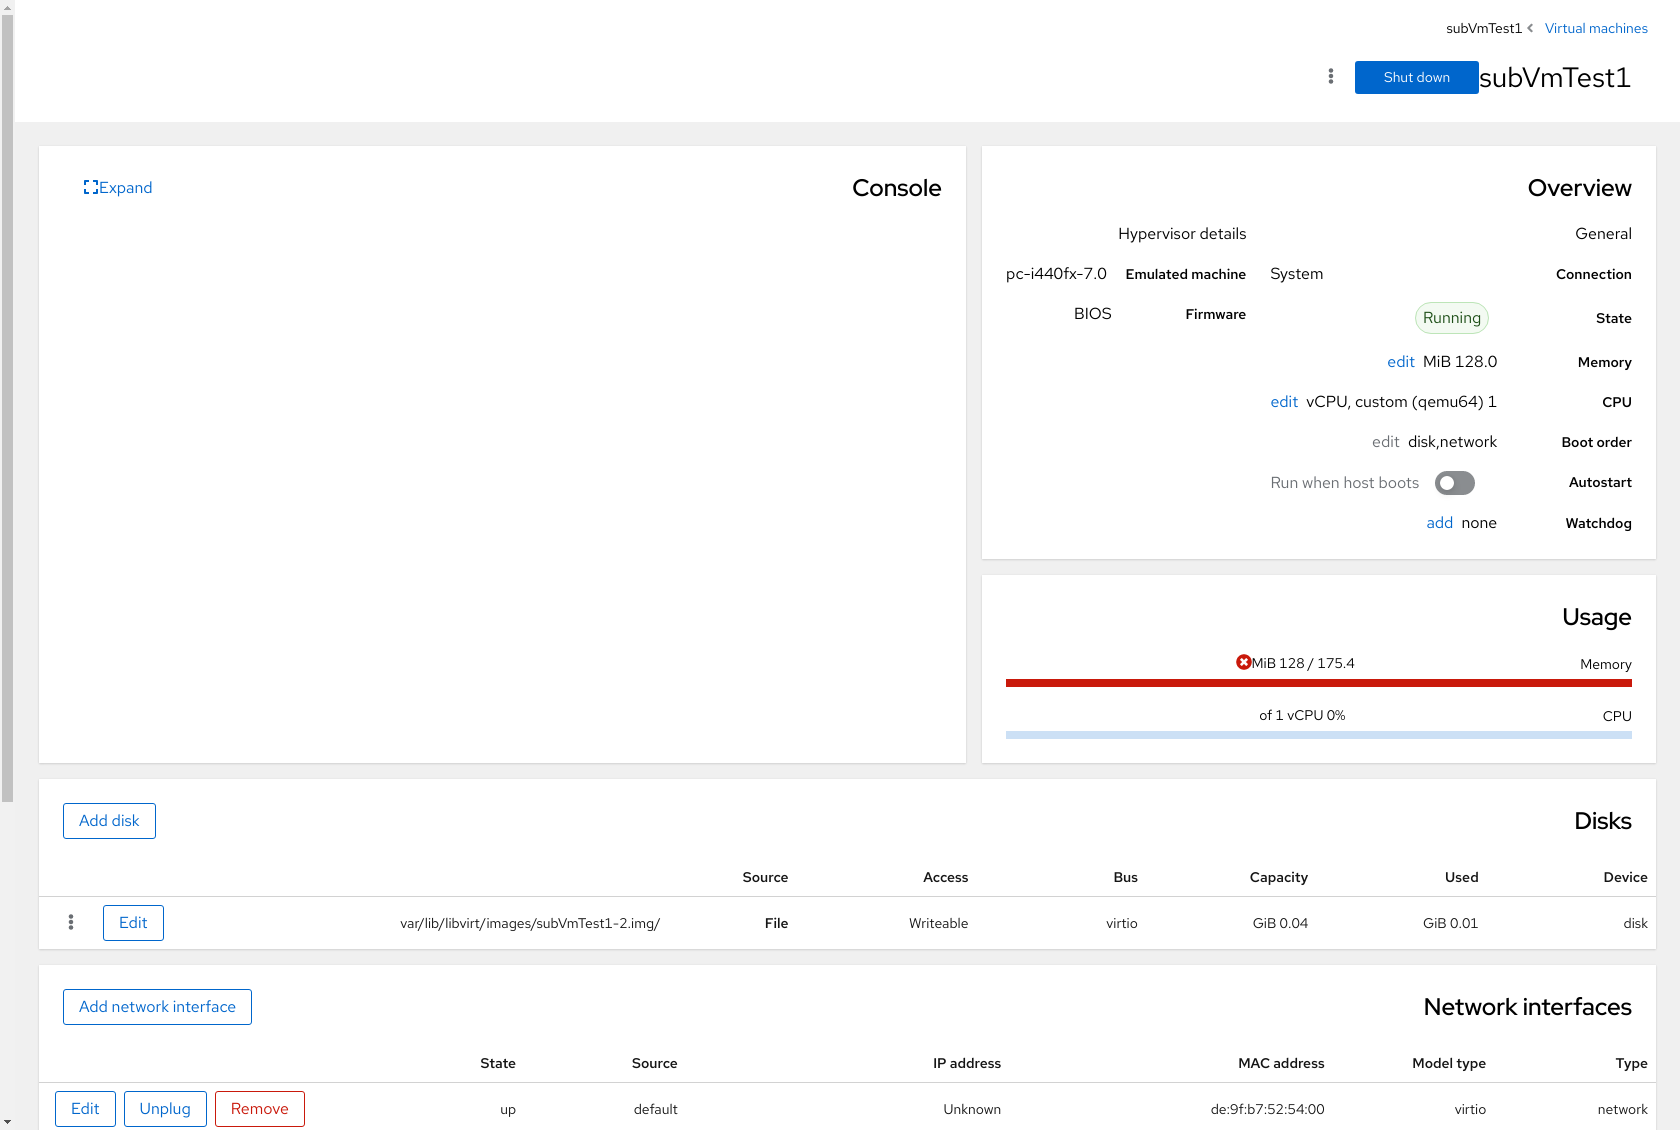 subVmTest1 Virtual machines
Shut down subVmTest1
Expand Console
Overview
Hypervisor details General
pc-i440fx-7.0 Emulated machine System Connection
BIOS Firmware Running State
edit MiB 128.0 Memory
edit vCPU, custom (qemu64) 1 CPU
edit disk,network Boot order
Run when host boots Autostart
add none Watchdog
Usage
MiB 128 / 175.4 Memory
of 1 vCPU 0% CPU
Add disk Disks
Source Access Bus Capacity Used Device
Edit var/lib/libvirt/images/subVmTest1-2.img/ File Writeable virtio GiB 0.04 GiB 0.01 disk
Add network interface Network interfaces
State Source IP address MAC address Model type Type
Edit Unplug Remove up default Unknown de:9f:b7:52:54:00 virtio network